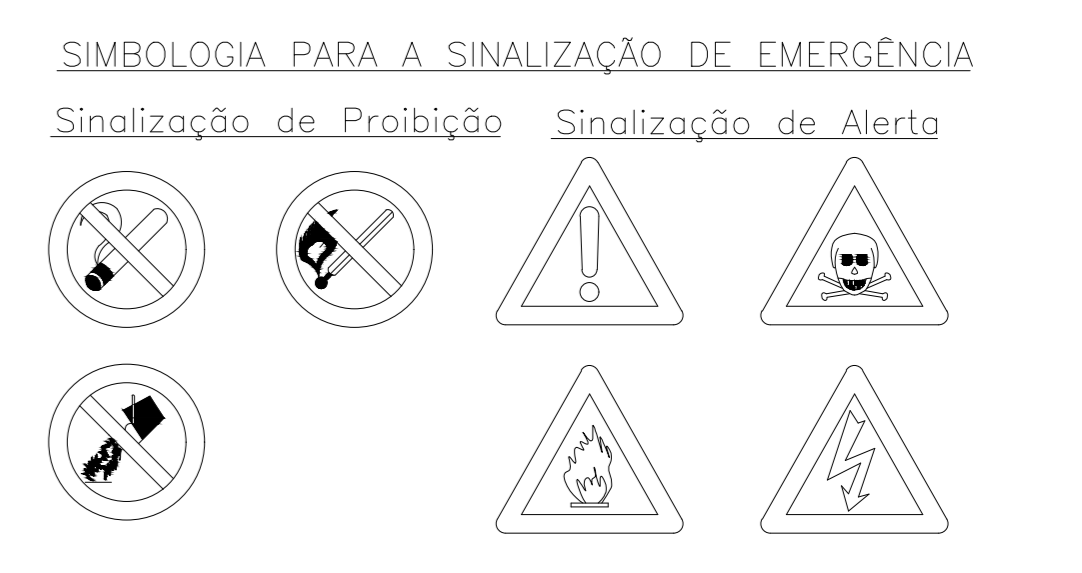 SIMBOLOGIA PARA A SINALIZAÇÃO DE EMERGÊNCIA
Sinalização de Proibição
Sinalização de Alerta